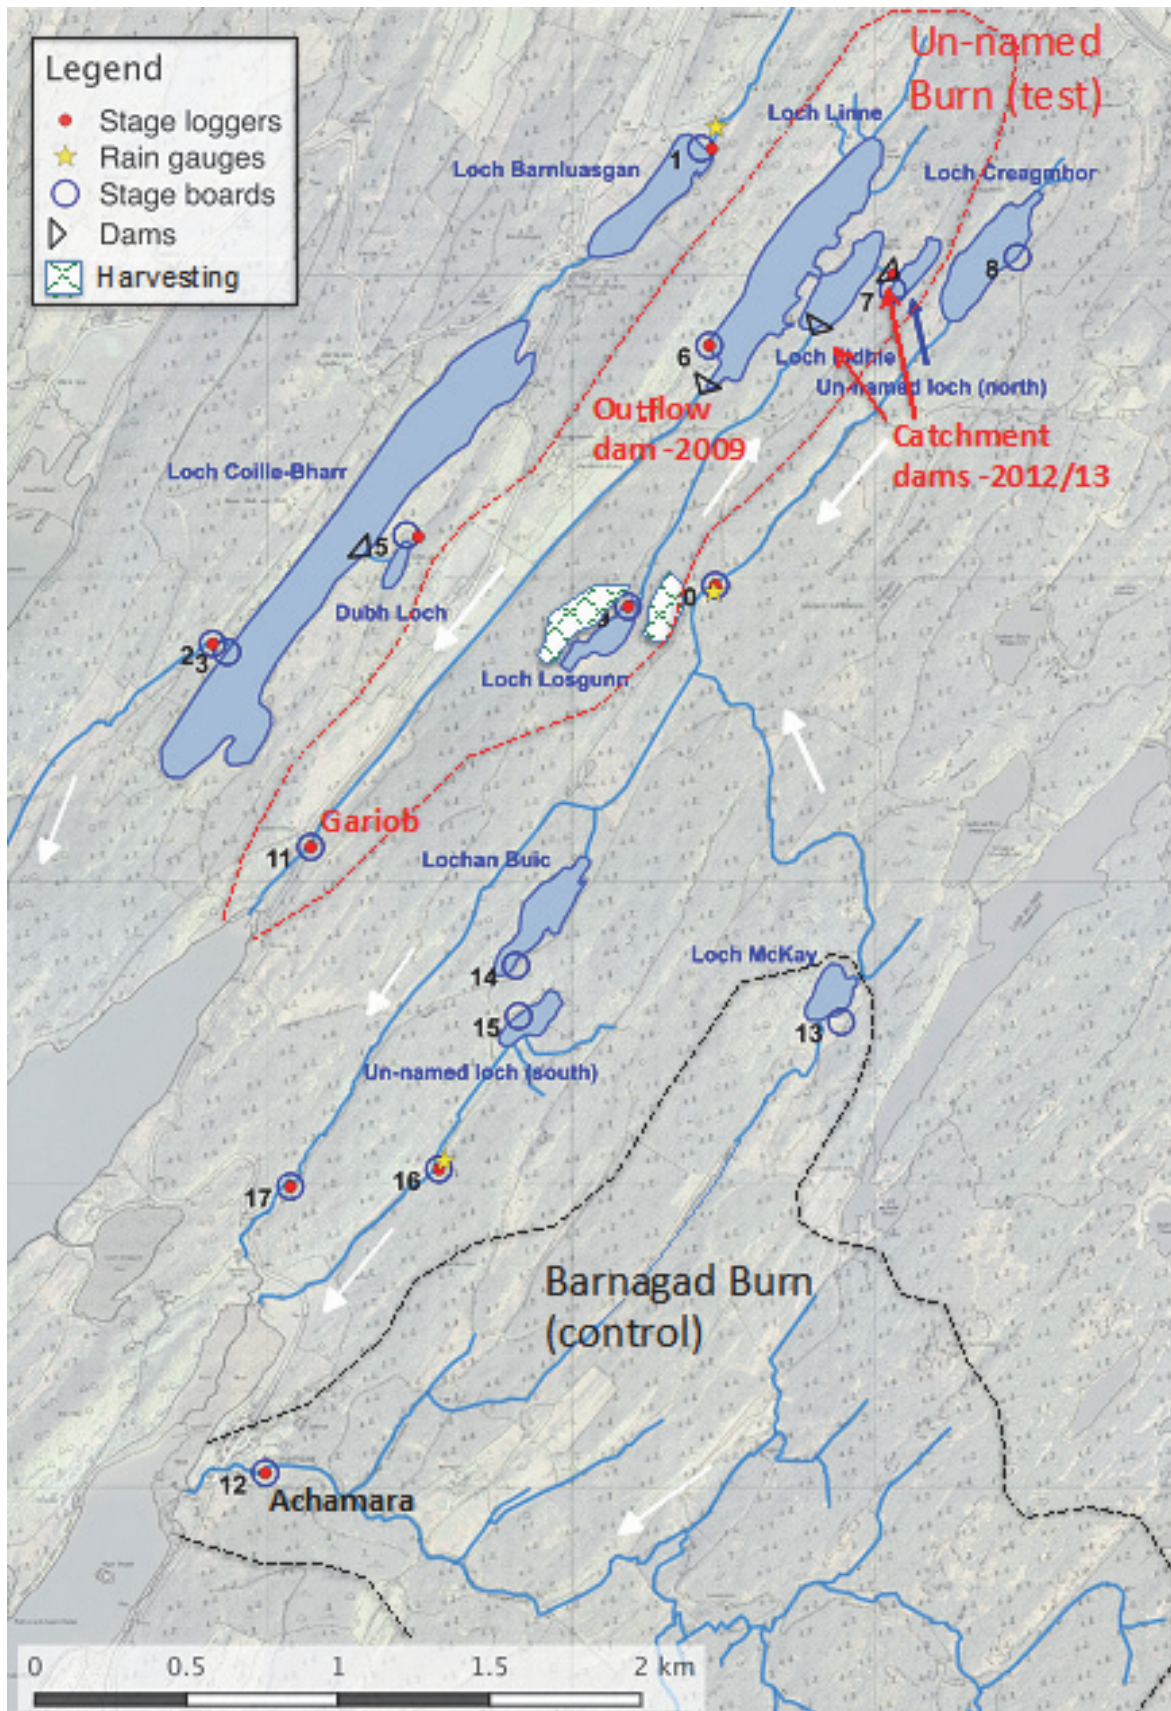 Legend
Stage loggers
Rain gauges
Stage boards
Dams
Harvesting
Un-named
Burn (test)
Loch Linne
Loch Barnluasgan
1
Loch Creagmhor
8
7
6
Loch Fidhle
Un-named loch (north)
Outflow
dam -2009
Catchment
dams -2012/13
Loch Coille-Bharr
5
Dubh Loch
0
9
2
3
Loch Losgunn
Gariob
11
Lochan Buic
14
Loch McKay
15
13
Un-named loch (south)
16
17
Barnagad Burn
(control)
12
Achamara
0 0.5 1 1.5 2 km